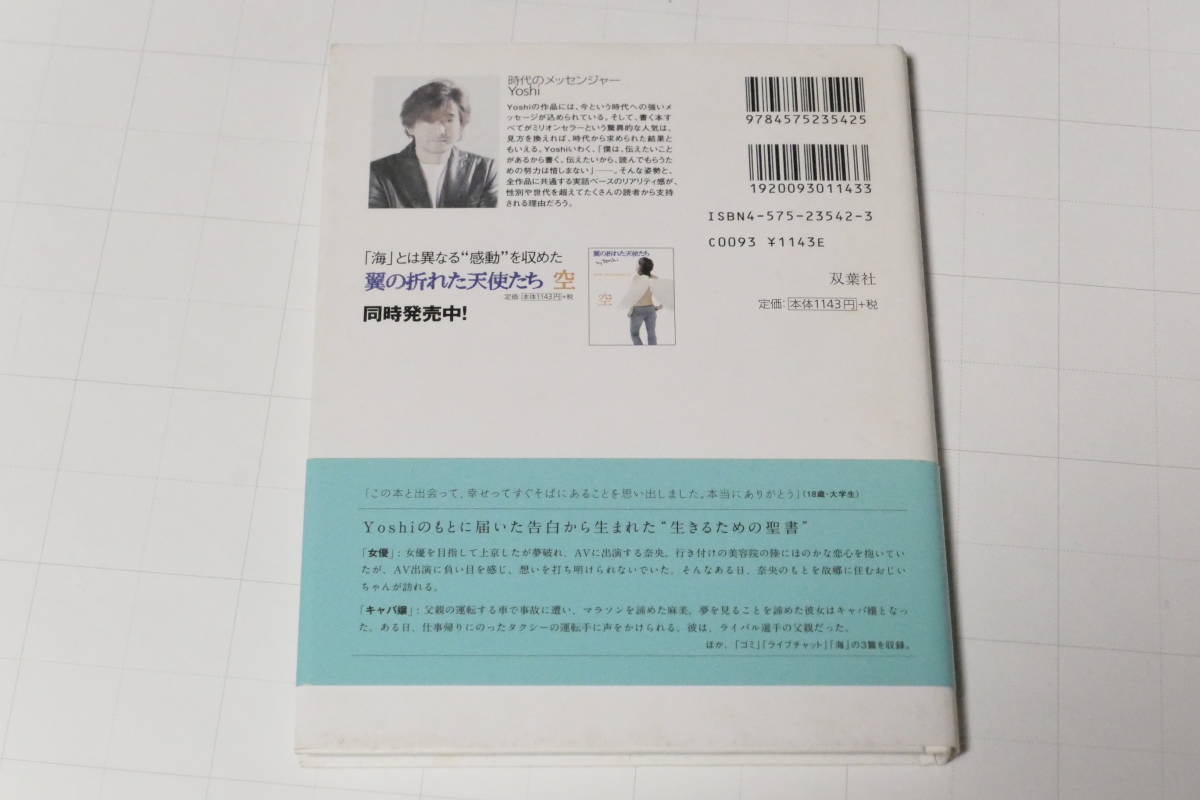 時代のメッセンジャー
Yoshi
Yoshiの作品には、今という時代への強いメ
ッセージが込められている。そして、書く本す
べてがミリオンセラーという驚異的な人気は、
見方を換えれば、時代から求められた結果と
もいえる。Yoshiいわく、「僕は、伝えたいこと
があるから書く。伝えたいから、読んでもらうた
めの努力は惜しまない」――。そんな姿勢と、
全作品に共通する実話ベースのリアリティ感が、
性別や世代を超えてたくさんの読者から支持
される理由だろう。
9784575235425
1920093011433
ISBN4-575-23542-3
C0093 ¥1143E
双葉社
定価:本体1143円+税
「海」とは異なる“感動”を収めた
翼の折れた天使たち 空
定価:本体1143円+税
同時発売中!
翼の折れた天使たち
by Yoshi
空
「この本と出会って、幸せってすぐそばにあることを思い出しました。本当にありがとう」(18歳・大学生)
Yoshiのもとに届いた告白から生まれた“生きるための聖書”
「女優」:女優を目指して上京したが夢破れ、AVに出演する奈央。行き付けの美容院の陸にほのかな恋心を抱いてい
たが、AV出演に負い目を感じ、想いを打ち明けられないでいた。そんなある日、奈央のもとを故郷に住むおじい
ちゃんが訪れる。
「キャバ嬢」:父親の運転する車で事故に遭い、マラソンを諦めた麻美。夢を見ることを諦めた彼女はキャバ嬢となっ
た。ある日、仕事帰りにのったタクシーの運転手に声をかけられる。彼は、ライバル選手の父親だった。
ほか、「ゴミ」「ライブチャット」「海」の3篇を収録。